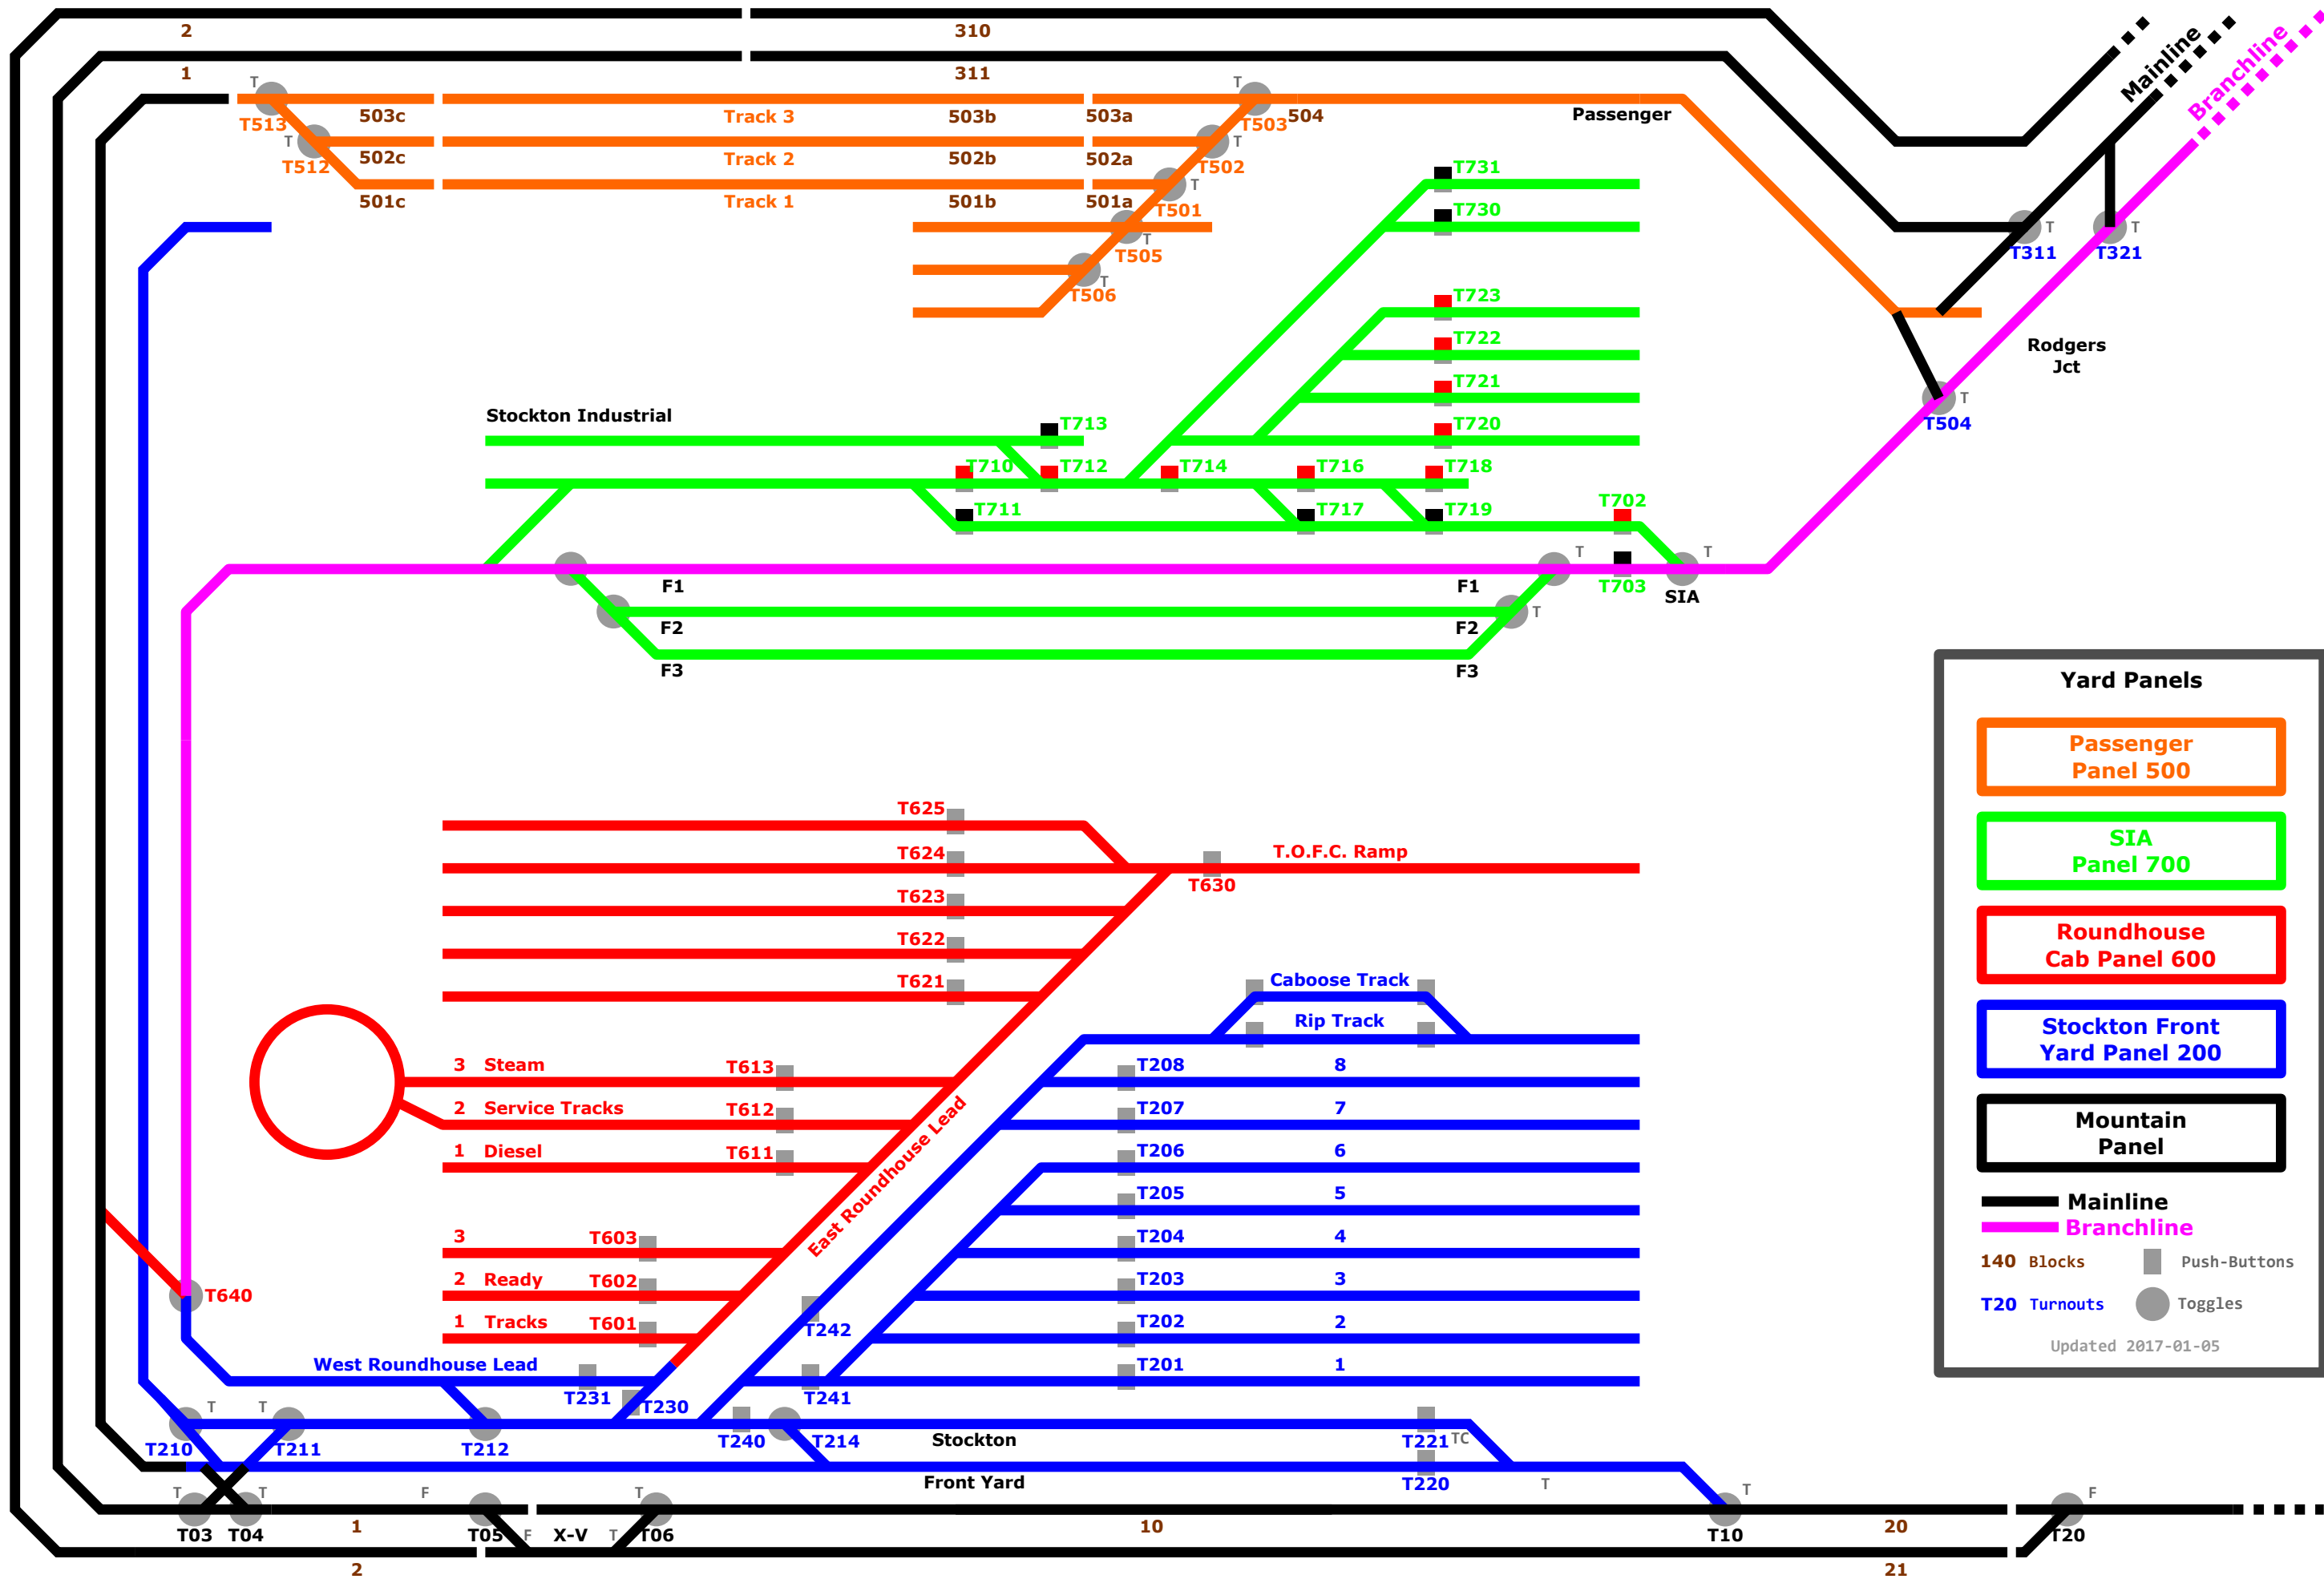 2
310
1
311
T
T
Mainline
Branchline
T513
503c
Track 3
503b
503a
T503
504
Passenger
T
T
T512
502c
Track 2
502b
502a
T502
T
501c
Track 1
501b
501a
T501
T731
T730
T
T505
T
T506
T
T311
T
T321
T723
T722
T721
T720
Rodgers
Jct
T
T504
Stockton Industrial
T713
T710
T712
T714
T716
T718
T711
T717
T719
T702
T
T
T703
SIA
F1
F1
T
F2
F2
F3
F3
Yard Panels
Passenger
Panel 500
SIA
Panel 700
Roundhouse
Cab Panel 600
Stockton Front
Yard Panel 200
Mountain
Panel
Mainline
Branchline
140 Blocks
Push-Buttons
T20 Turnouts
Toggles
Updated 2017-01-05
T625
T624
T.O.F.C. Ramp
T630
T623
T622
T621
Caboose Track
Rip Track
3 Steam
T613
2 Service Tracks
T612
1 Diesel
T611
East Roundhouse Lead
T208
8
T207
7
T206
6
T205
5
T204
4
T203
3
T202
2
T201
1
3
T603
2 Ready
T602
1 Tracks
T601
T640
T242
West Roundhouse Lead
T231
T230
T241
T
T
T210
T211
T212
T240
T214
Stockton
T221
TC
Front Yard
T220
T
T
T
T
F
T
F
T03
T04
1
T05
F
X-V
T
T06
10
T10
20
T20
2
21